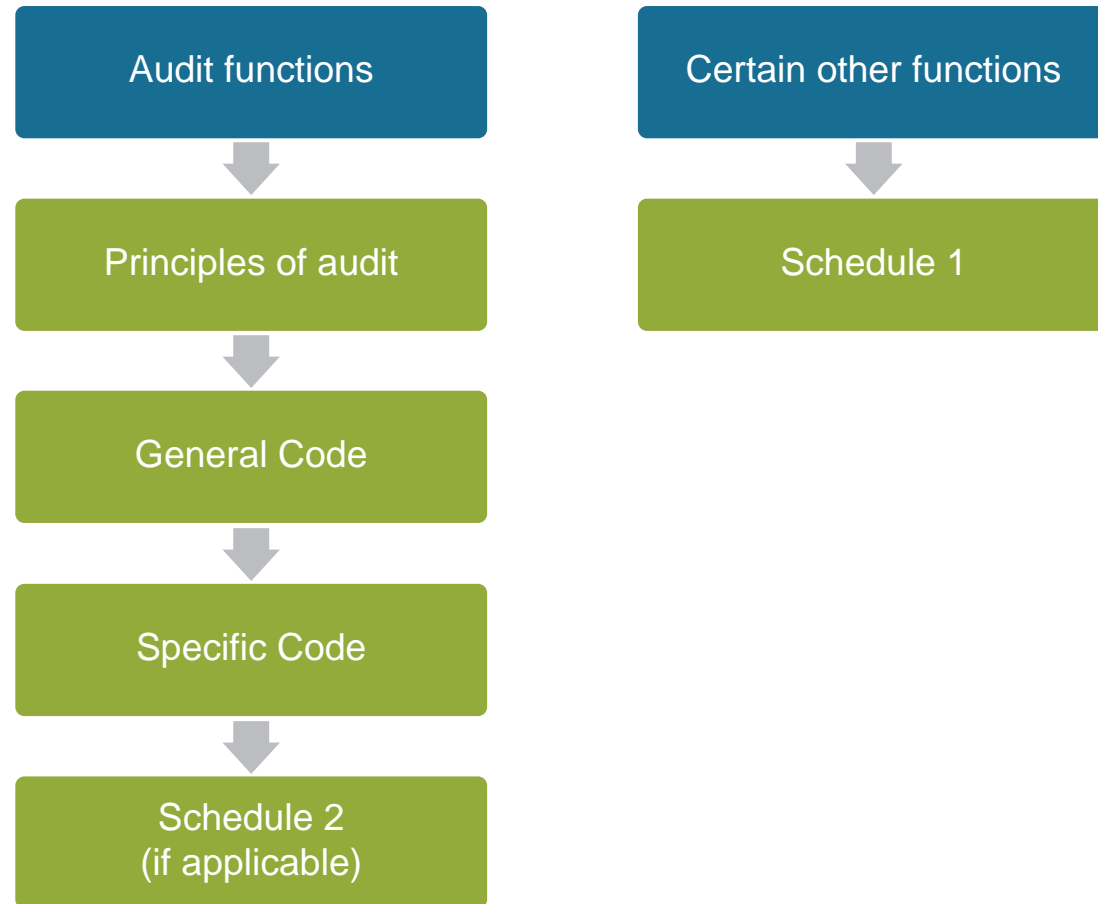 Audit functions
Certain other functions
Principles of audit
Schedule 1
General Code
Specific Code
Schedule 2
(if applicable)